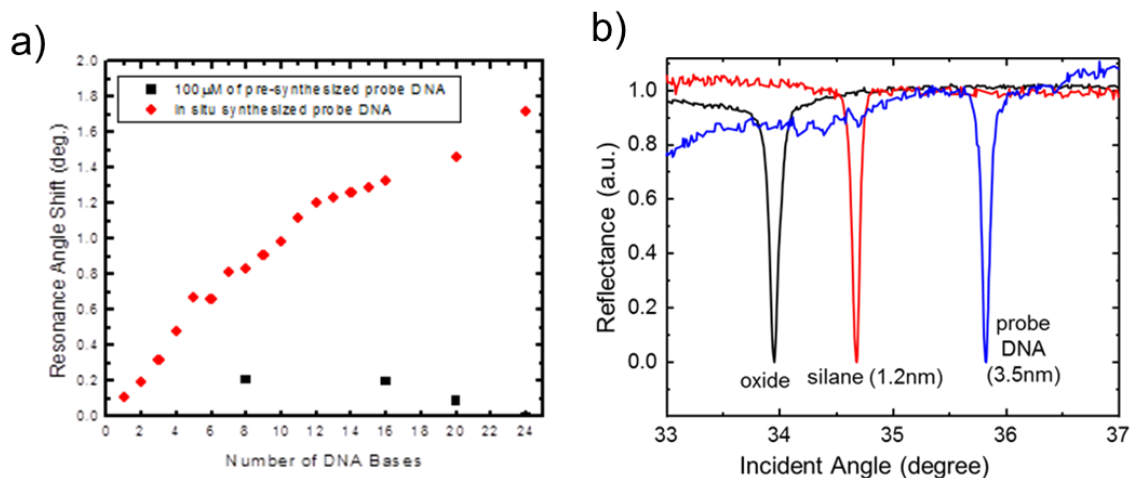 a)
2.0
1.8
1.6
1.4
1.2
1.0
0.8
0.6
0.4
0.2
0.0
Resonance Angle Shift (deg.)
100 µM of pre-synthesized probe DNA
In situ synthesized probe DNA
0 2 4 6 8 10 12 14 16 18 20 22 24
Number of DNA Bases
b)
1.0
0.8
0.6
0.4
0.2
0.0
Reflectance (a.u.)
oxide
silane (1.2nm)
probe
DNA
(3.5nm)
33 34 35 36 37
Incident Angle (degree)